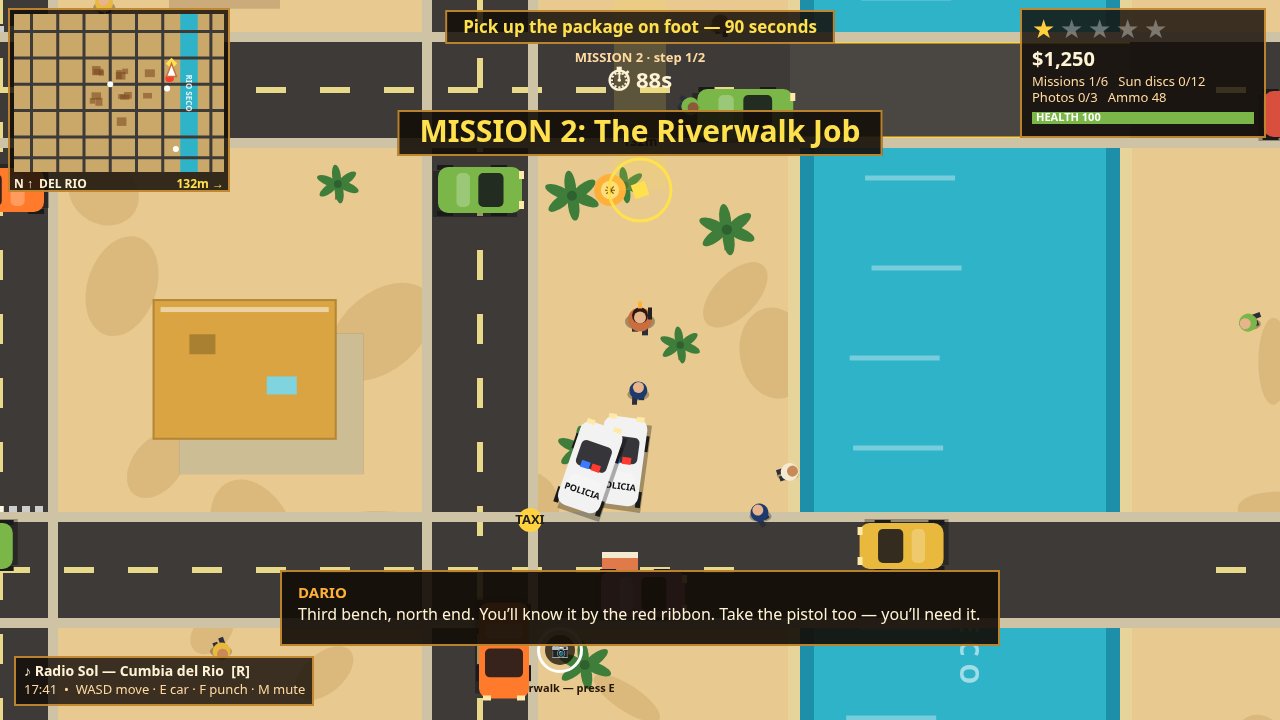 Pick up the package on foot — 90 seconds
MISSION 2 · step 1/2
88s
MISSION 2: The Riverwalk Job
RIO SECO
N ↑ DEL RIO
132m →
$1,250
Missions 1/6 Sun discs 0/12
Photos 0/3 Ammo 48
HEALTH 100
POLICIA
OLICIA
TAXI
DARIO
Third bench, north end. You’ll know it by the red ribbon. Take the pistol too — you’ll need it.
CO
rwalk — press E
♪ Radio Sol — Cumbia del Rio [R]
17:41 • WASD move · E car · F punch · M mute